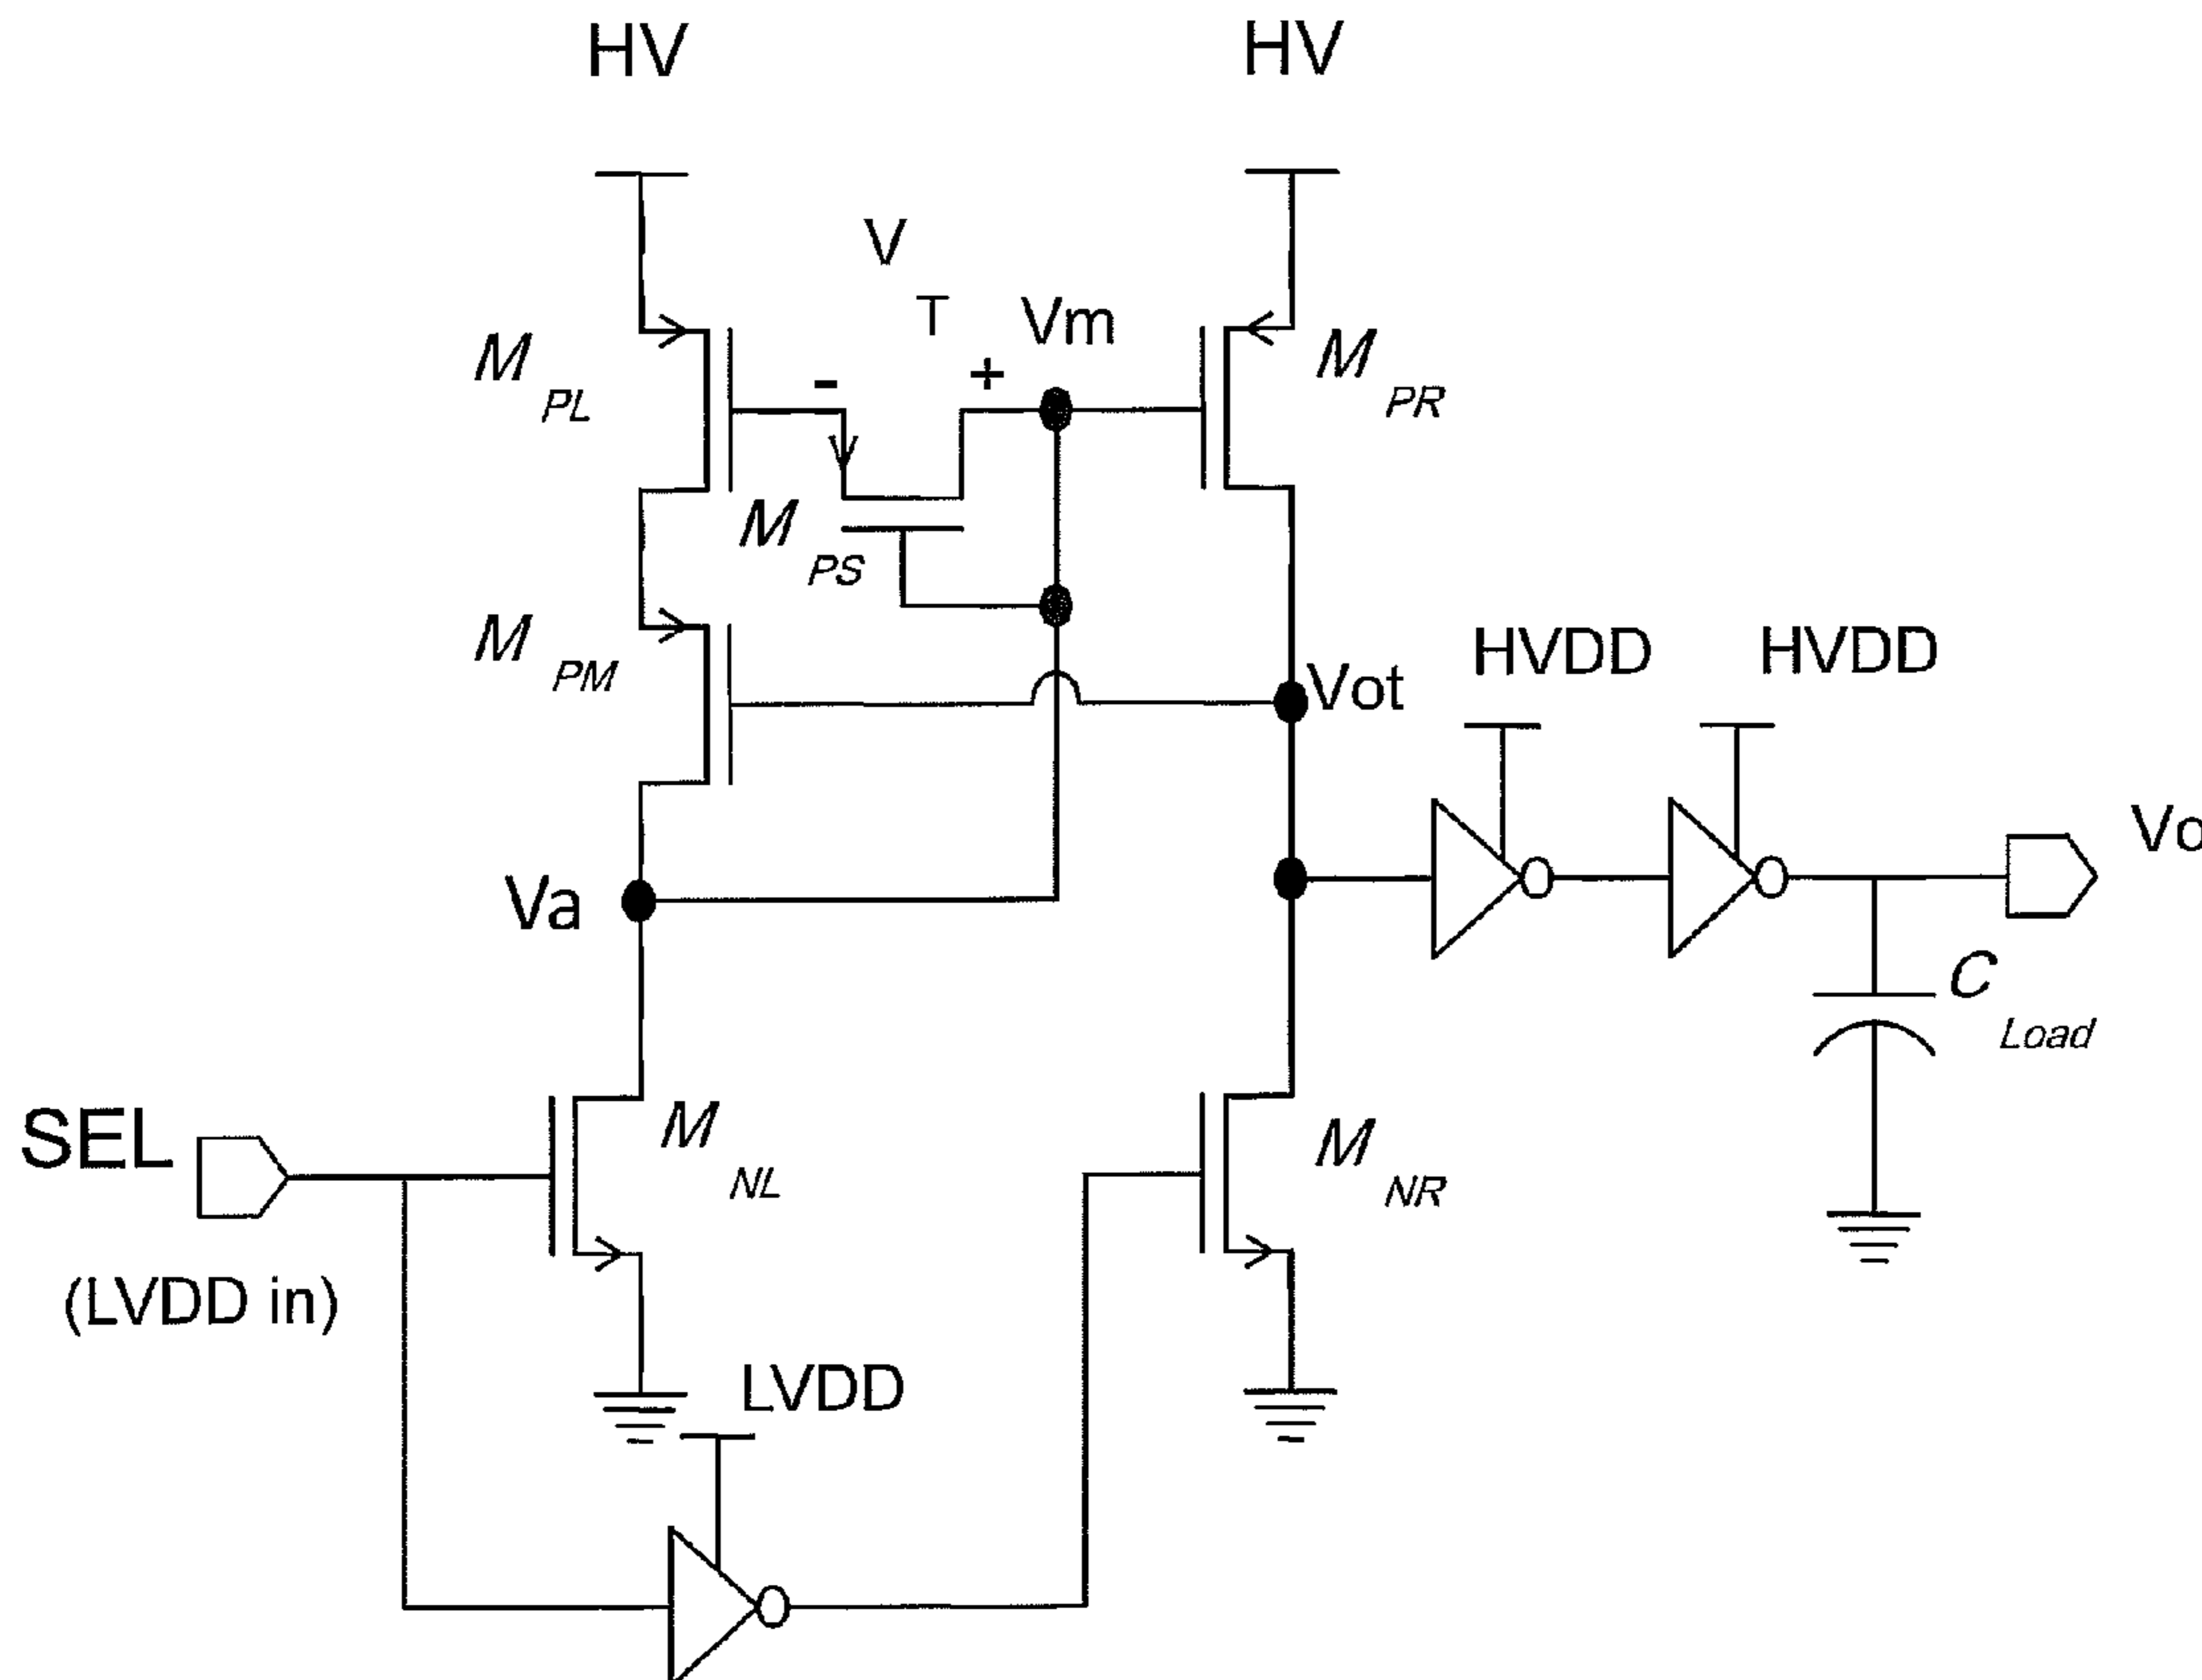 HV
HV
V T
Vm
- +
M PL
M PR
M PS
M PM
HVDD
HVDD
Vot
Vo
Va
C Load
SEL
M NL
M NR
(LVDD in)
LVDD